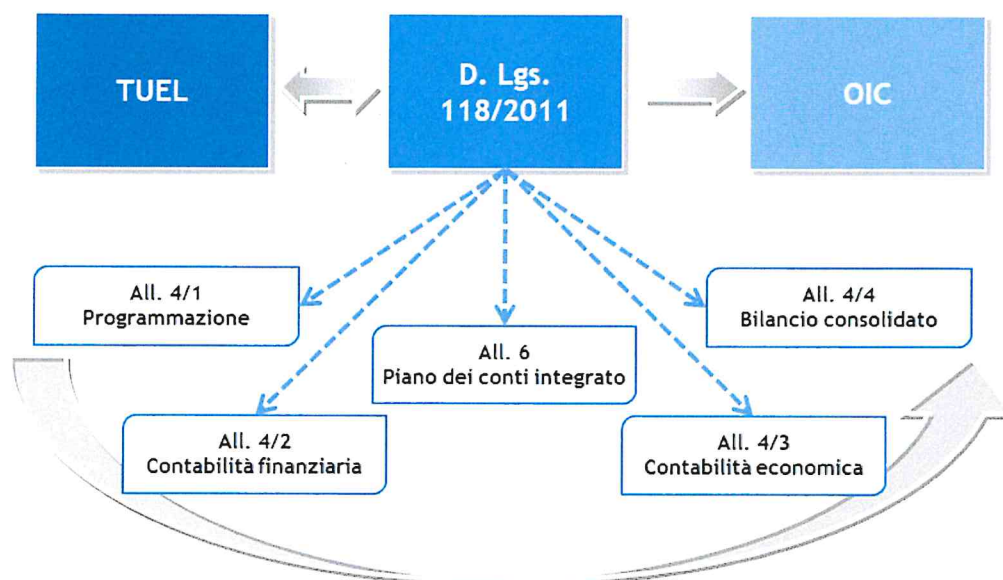 TUEL
D. Lgs.
118/2011
OIC
All. 4/1
Programmazione
All. 4/4
Bilancio consolidato
All. 6
Piano dei conti integrato
All. 4/2
Contabilità finanziaria
All. 4/3
Contabilità economica